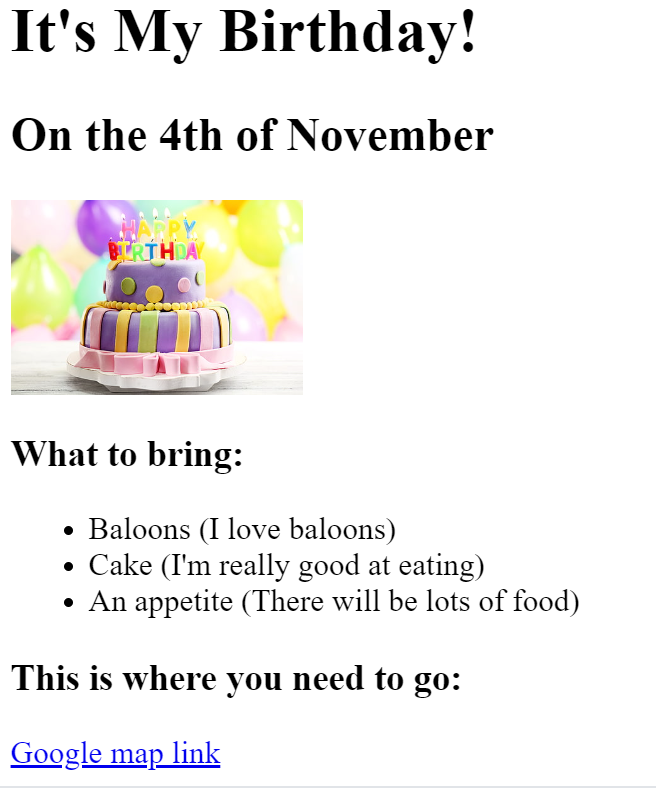 It's My Birthday!
On the 4th of November
HAPPY
BIRTHDAY
What to bring:
Baloons (I love baloons)
Cake (I'm really good at eating)
An appetite (There will be lots of food)
This is where you need to go:
Google map link